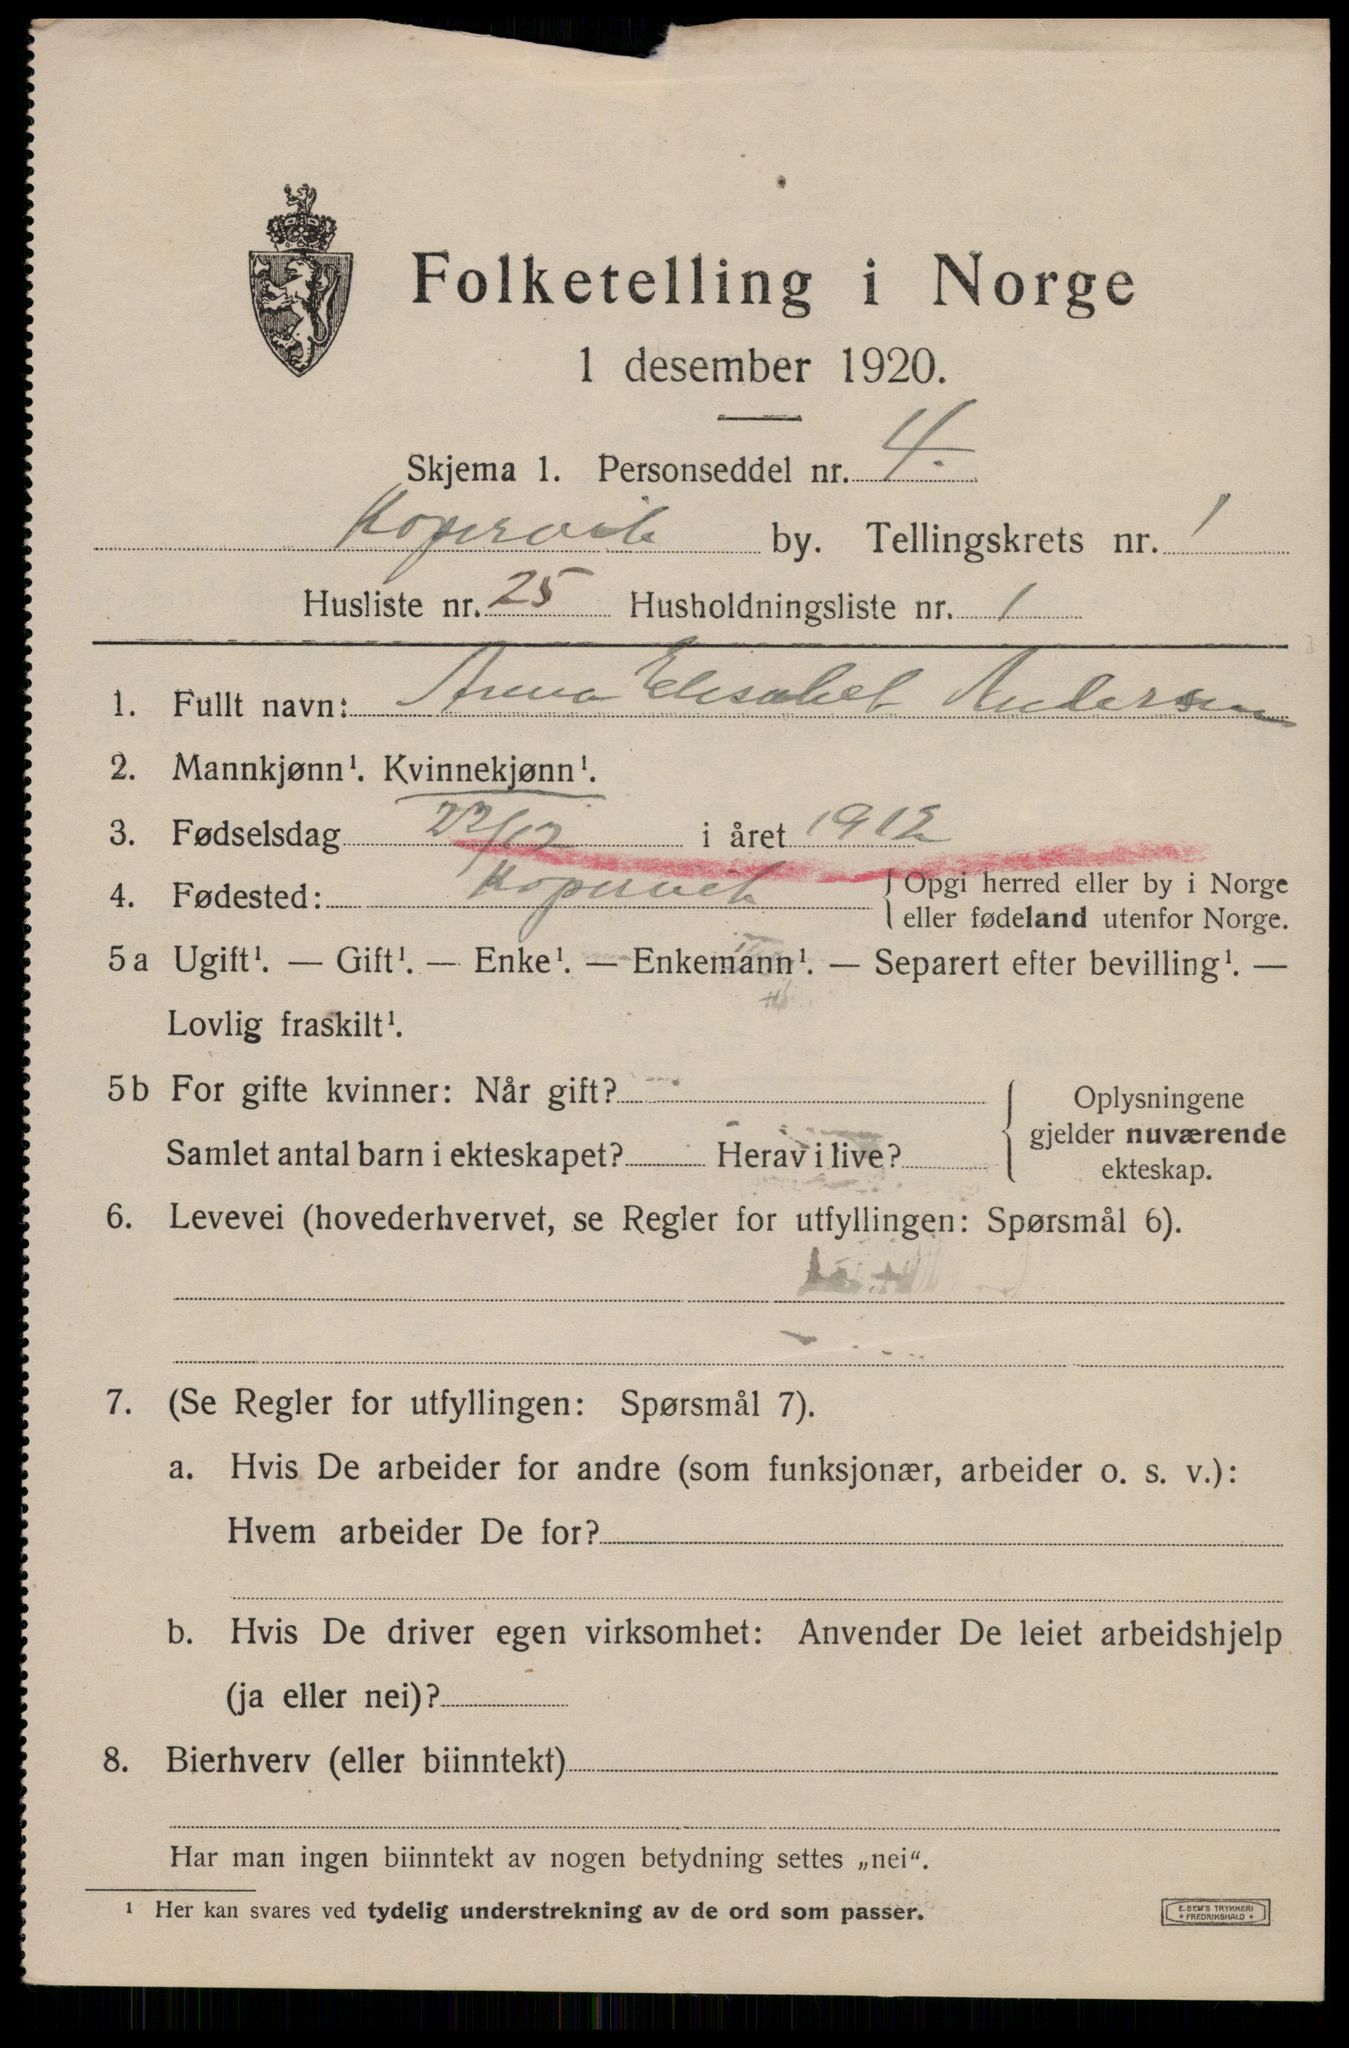 Folketelling i Norge
1 desember 1920.
Skjema 1. Personseddel nr. 4.
Kopervik by. Tellingskrets nr. 1
Husliste nr. 25 Husholdningsliste nr. 1
1. Fullt navn: Anna Elisabet Andersen
2. Mannkjønn¹. Kvinnekjønn¹.
3. Fødselsdag 22/12 i året 1912
4. Fødested: Kopervik { Opgi herred eller by i Norge
eller fødeland utenfor Norge.
5a Ugift¹. — Gift¹. — Enke¹. — Enkemann¹. — Separert efter bevilling¹. —
Lovlig fraskilt¹.
5b For gifte kvinner: Når gift?
Samlet antal barn i ekteskapet? Herav i live?
Oplysningene
gjelder nuværende
ekteskap.
6. Levevei (hovederhvervet, se Regler for utfyllingen: Spørsmål 6).
7. (Se Regler for utfyllingen: Spørsmål 7).
a. Hvis De arbeider for andre (som funksjonær, arbeider o. s. v.):
Hvem arbeider De for?
b. Hvis De driver egen virksomhet: Anvender De leiet arbeidshjelp
(ja eller nei)?
8. Bierhverv (eller biinntekt)
Har man ingen biinntekt av nogen betydning settes „nei“.
¹ Her kan svares ved tydelig understrekning av de ord som passer.
E. SEM'S TRYKKERI
* FREDRIKSHALD *